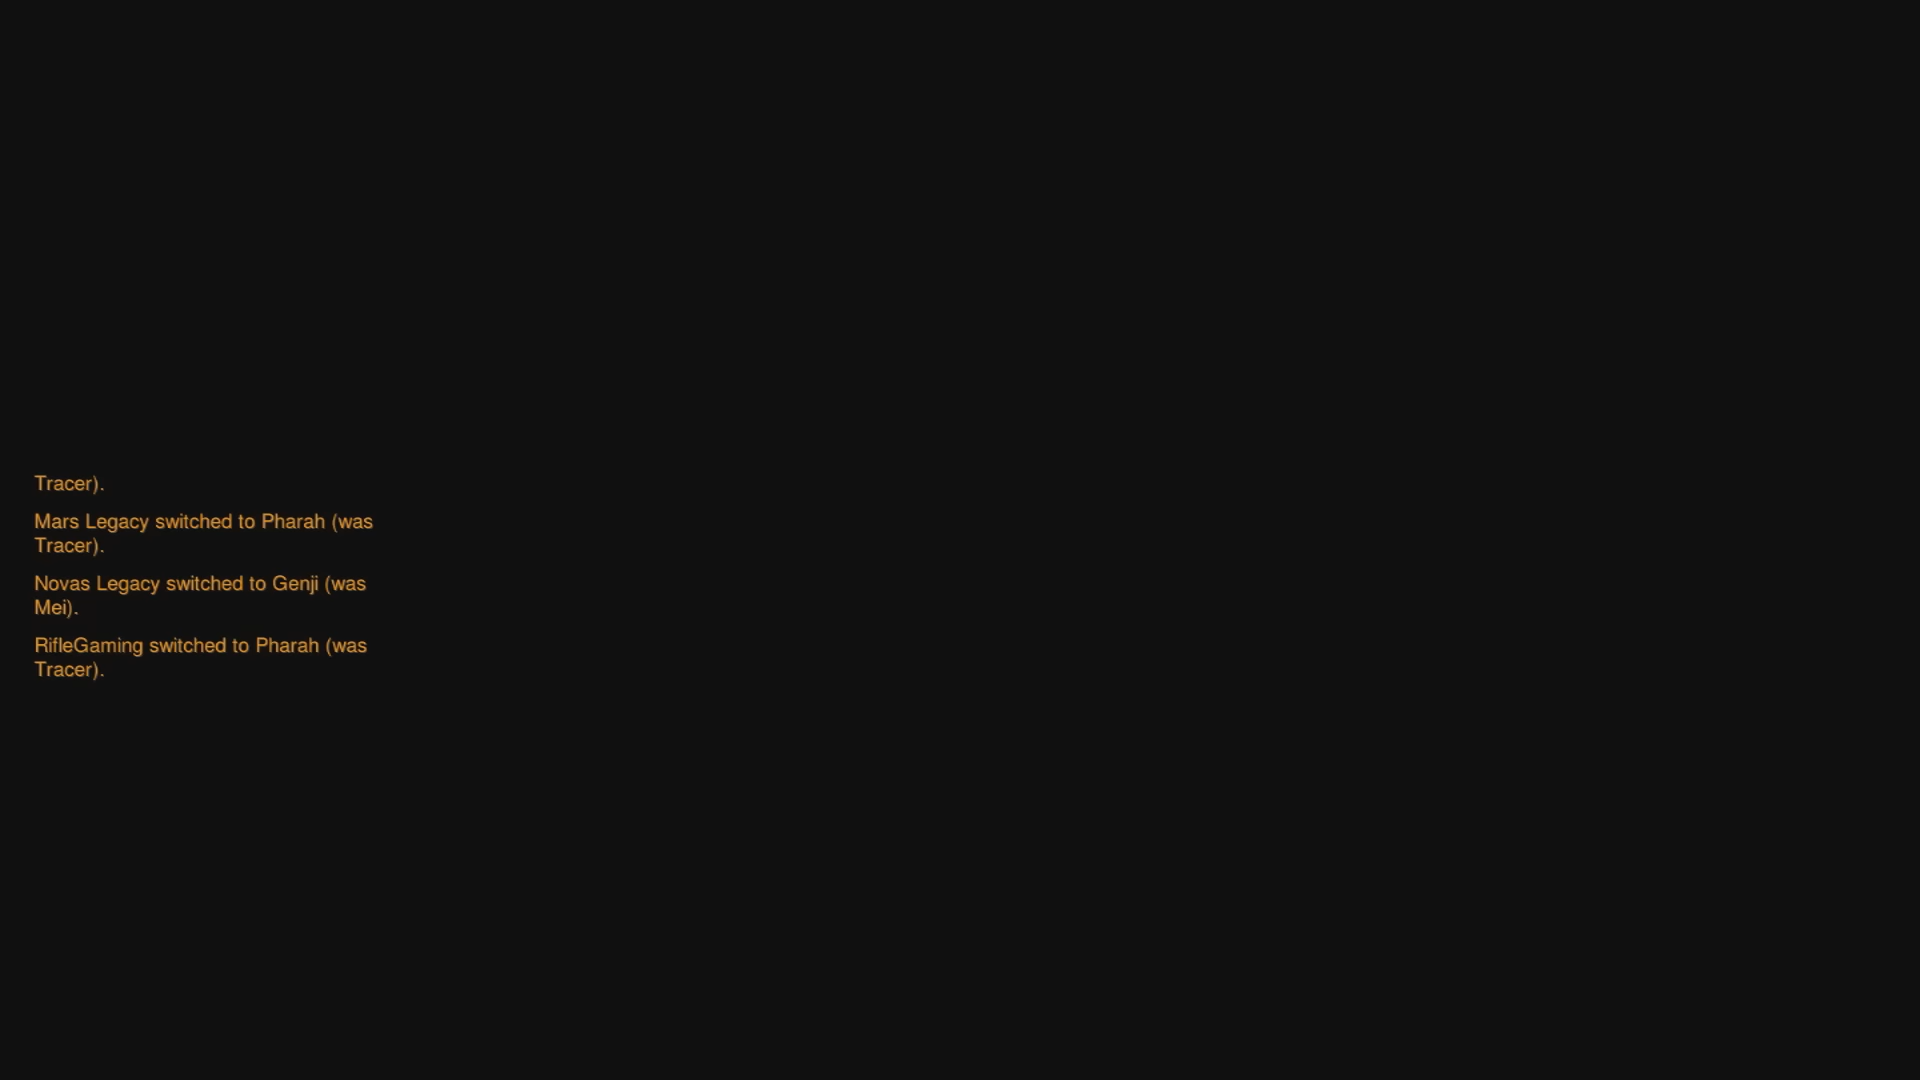 Tracer).
Mars Legacy switched to Pharah (was
Tracer).
Novas Legacy switched to Genji (was
Mei).
RifleGaming switched to Pharah (was
Tracer).